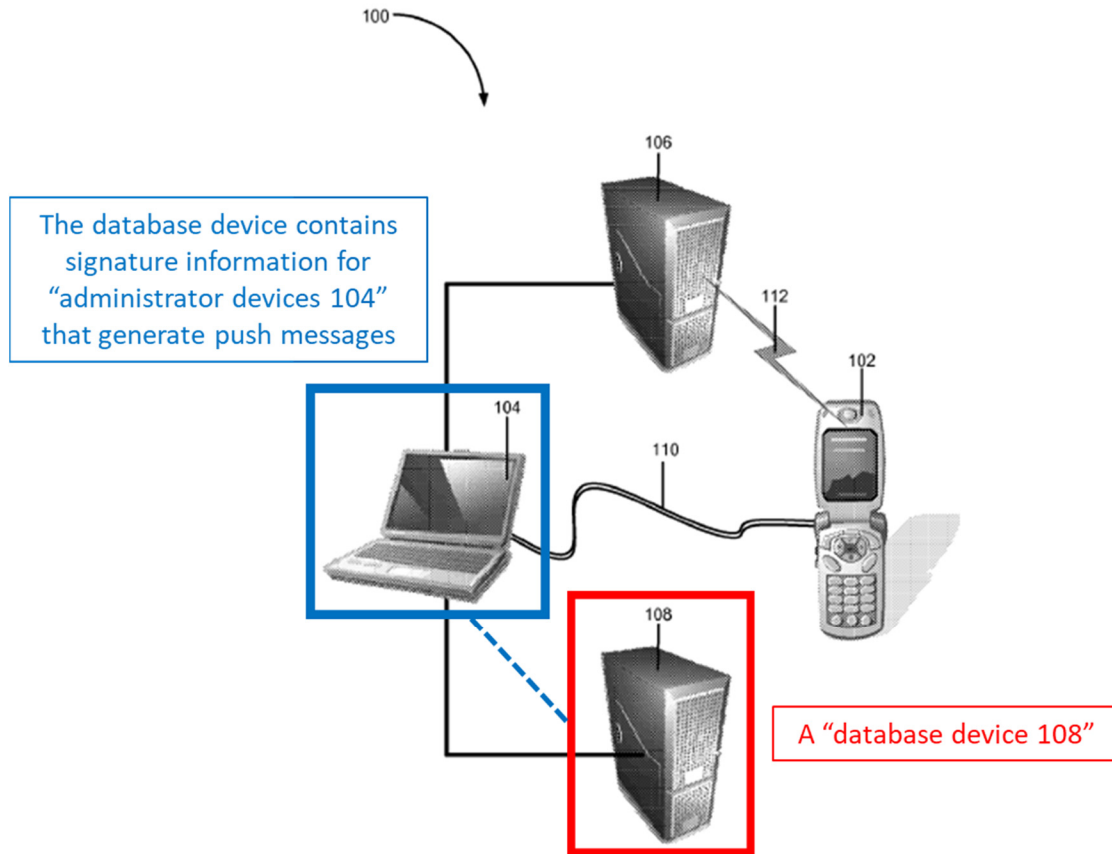 100
106
The database device contains
signature information for
“administrator devices 104”
that generate push messages
112
102
104
110
108
A “database device 108”